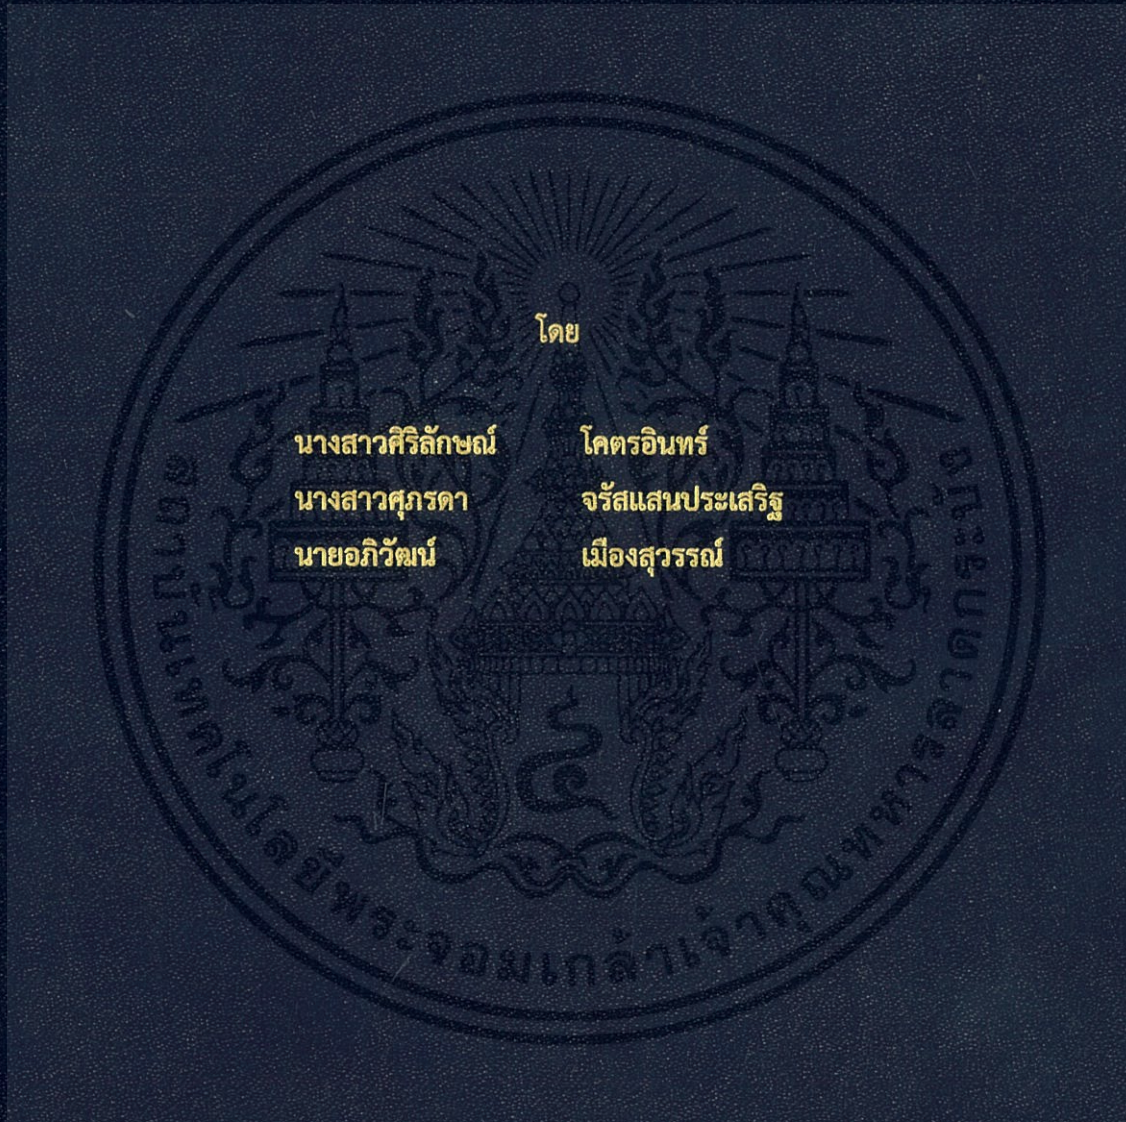 โดย
นางสาวศิริลักษณ์ โคตรอินทร์
นางสาวศุภรดา จรัสแสนประเสริฐ
นายอภิวัฒน์ เมืองสุวรรณ์
สถาบันเทคโนโลยีพระจอมเกล้าเจ้าคุณทหารลาดกระบัง